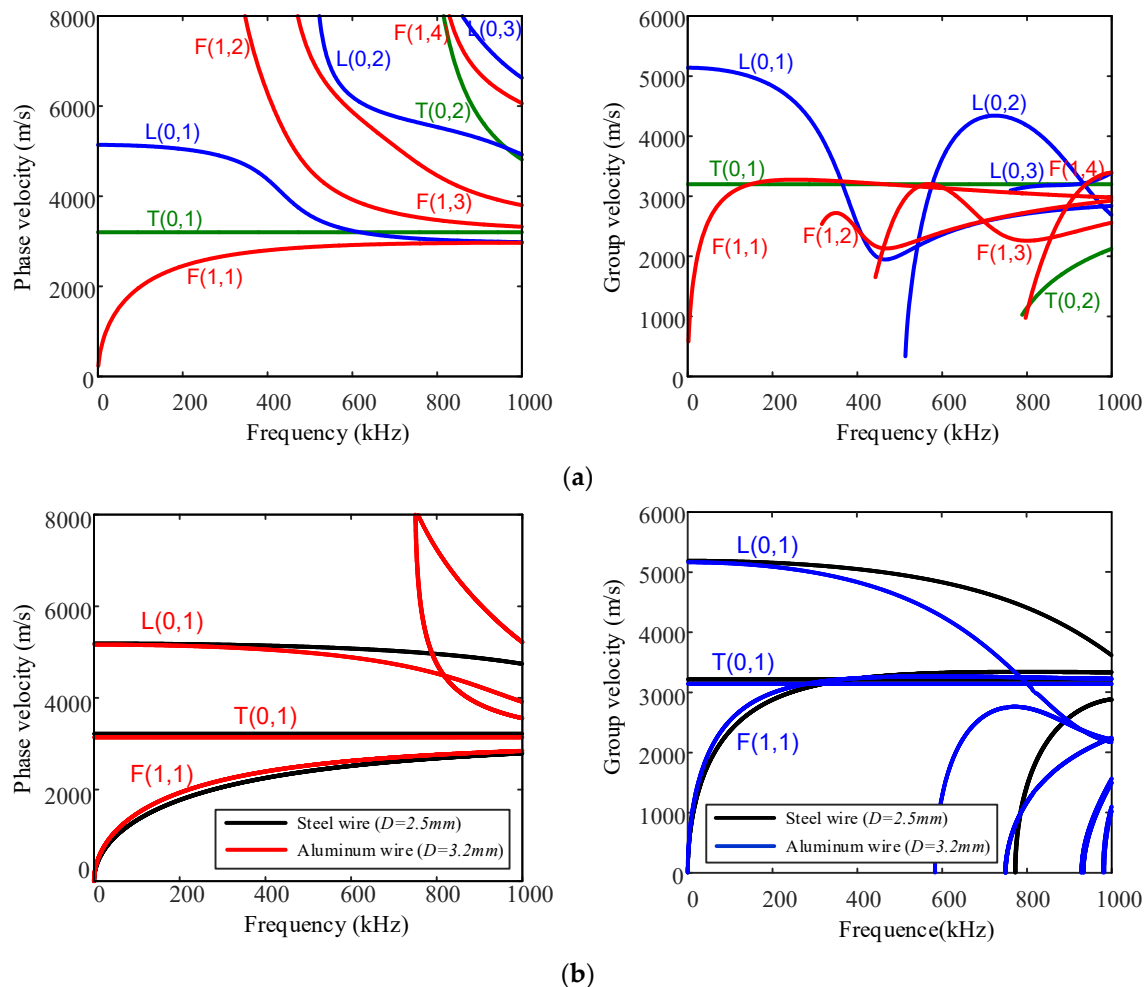 8000
6000
4000
2000
0
0
200
400
600
800
1000
Phase velocity (m/s)
Frequency (kHz)
F(1,2)
L(0,2)
F(1,4)
L(0,3)
T(0,2)
L(0,1)
F(1,3)
T(0,1)
F(1,1)
6000
5000
4000
3000
2000
1000
0
0
200
400
600
800
1000
Group velocity (m/s)
Frequency (kHz)
L(0,1)
L(0,2)
T(0,1)
L(0,3)
F(1,4)
F(1,1)
F(1,2)
F(1,3)
T(0,2)
(a)
8000
6000
4000
2000
0
0
200
400
600
800
1000
Phase velocity (m/s)
Frequency (kHz)
L(0,1)
T(0,1)
F(1,1)
Steel wire (D=2.5mm)
Aluminum wire (D=3.2mm)
6000
5000
4000
3000
2000
1000
0
0
200
400
600
800
1000
Group velocity (m/s)
Frequence(kHz)
L(0,1)
T(0,1)
F(1,1)
Steel wire (D=2.5mm)
Aluminum wire (D=3.2mm)
(b)